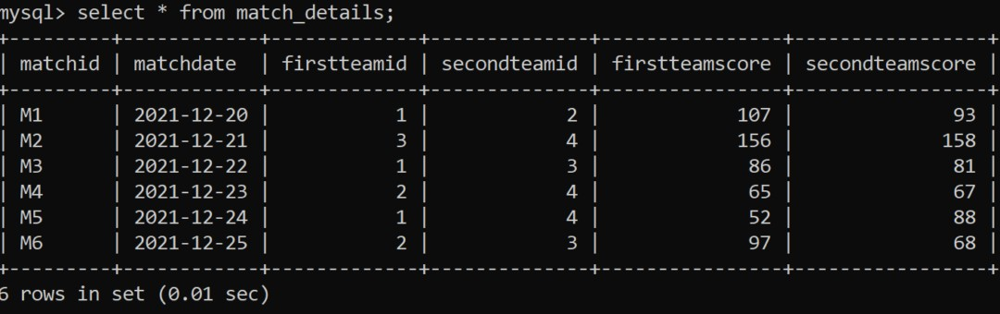 mysql> select * from match_details;
+---------+------------+-------------+--------------+----------------+-----------------+
| matchid | matchdate  | firstteamid | secondteamid | firstteamscore | secondteamscore |
+---------+------------+-------------+--------------+----------------+-----------------+
| M1      | 2021-12-20 |           1 |            2 |            107 |              93 |
| M2      | 2021-12-21 |           3 |            4 |            156 |             158 |
| M3      | 2021-12-22 |           1 |            3 |             86 |              81 |
| M4      | 2021-12-23 |           2 |            4 |             65 |              67 |
| M5      | 2021-12-24 |           1 |            4 |             52 |              88 |
| M6      | 2021-12-25 |           2 |            3 |             97 |              68 |
+---------+------------+-------------+--------------+----------------+-----------------+
6 rows in set (0.01 sec)